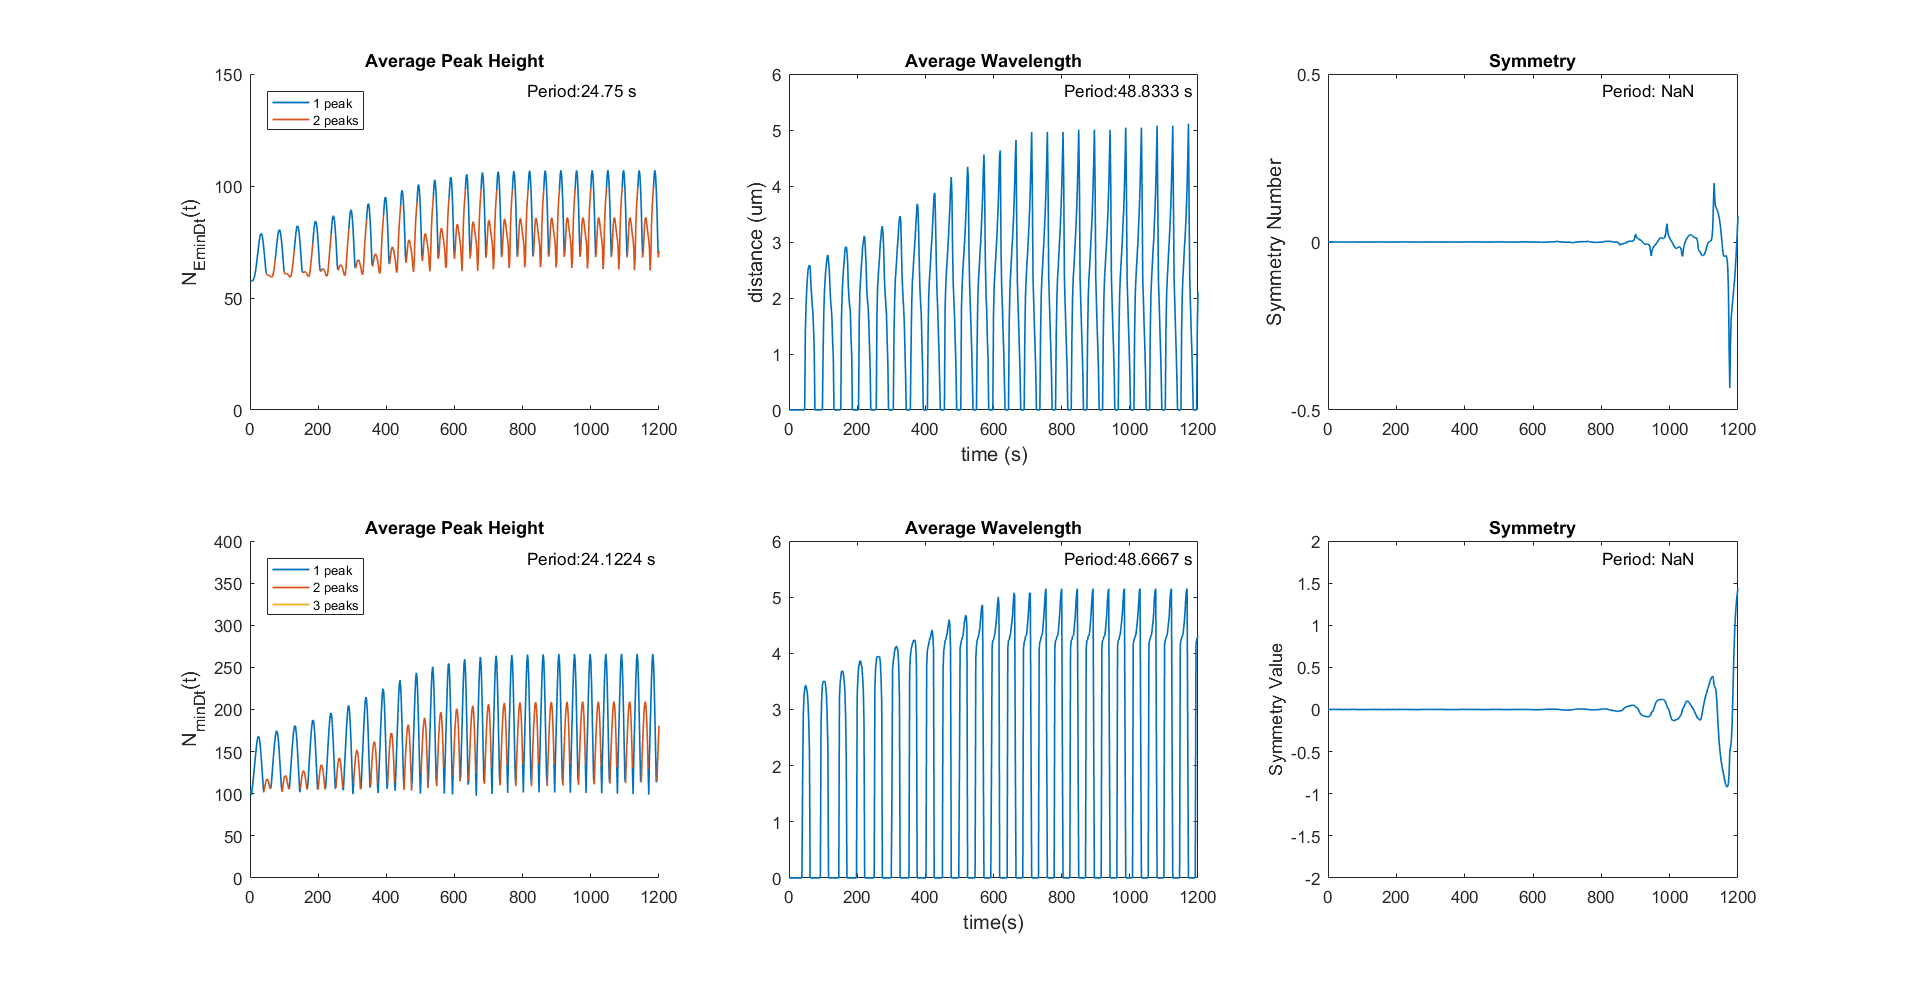 Average Peak Height
Period:24.75 s
1 peak
2 peaks
N_EminDt(t)
150
100
50
0
0 200 400 600 800 1000 1200
Average Wavelength
Period:48.8333 s
distance (um)
6
5
4
3
2
1
0
0 200 400 600 800 1000 1200
time (s)
Symmetry
Period: NaN
Symmetry Number
0.5
0
-0.5
0 200 400 600 800 1000 1200
Average Peak Height
Period:24.1224 s
1 peak
2 peaks
3 peaks
N_rminDt(t)
400
350
300
250
200
150
100
50
0
0 200 400 600 800 1000 1200
Average Wavelength
Period:48.6667 s
6
5
4
3
2
1
0
0 200 400 600 800 1000 1200
time(s)
Symmetry
Period: NaN
Symmetry Value
2
1.5
1
0.5
0
-0.5
-1
-1.5
-2
0 200 400 600 800 1000 1200